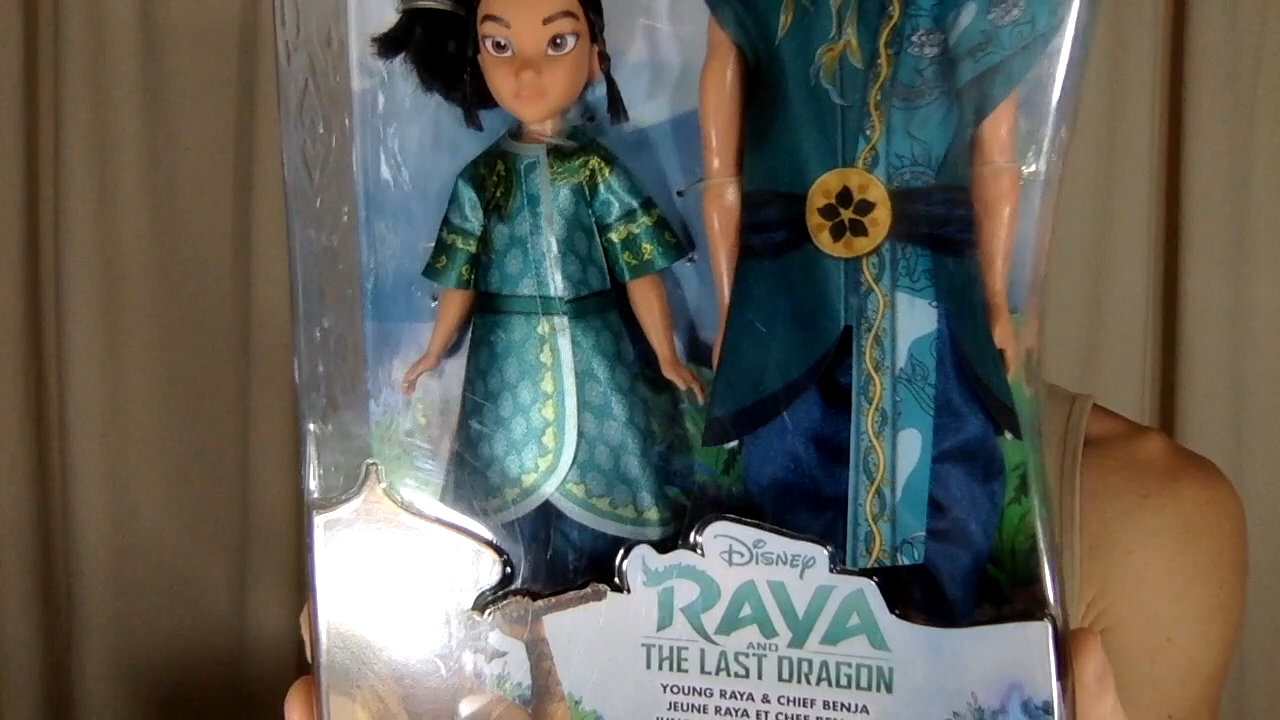 Disney
RAYA
AND
THE LAST DRAGON
YOUNG RAYA & CHIEF BENJA
JEUNE RAYA ET CHEF